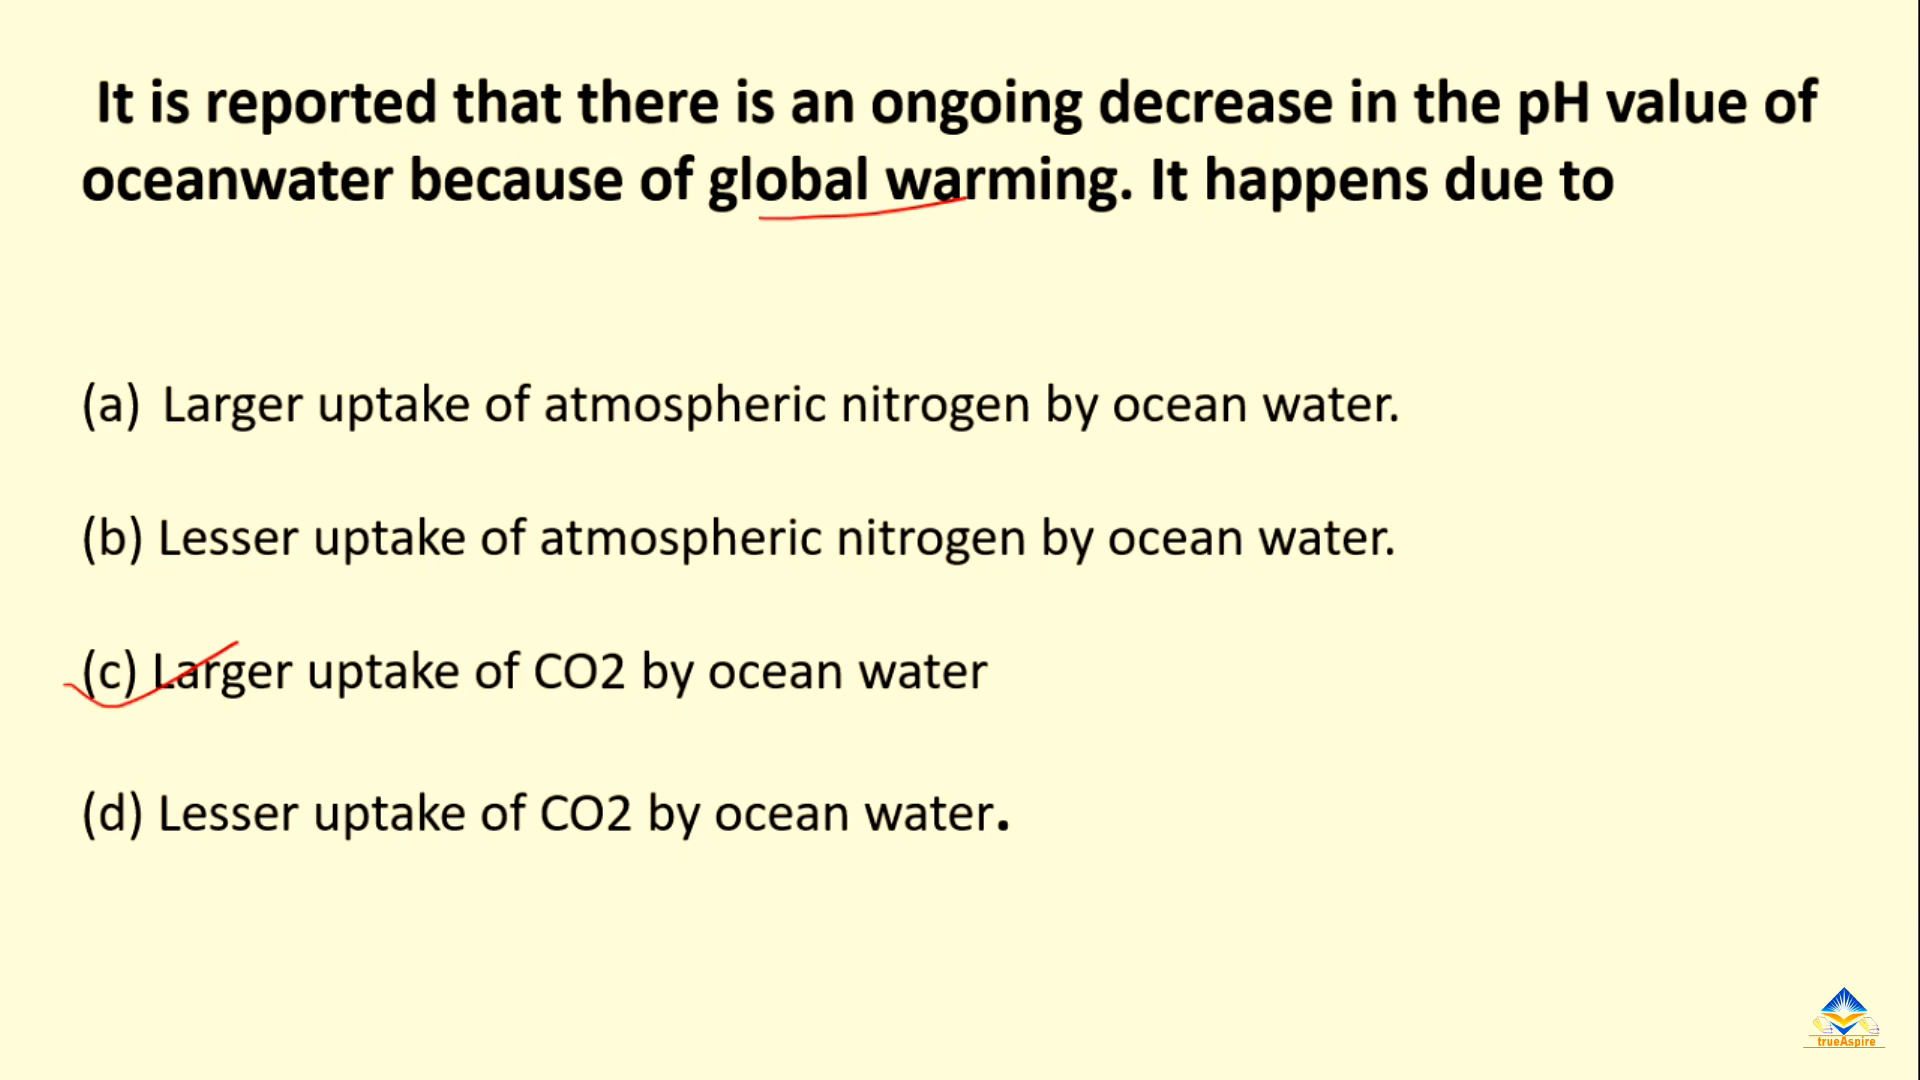 It is reported that there is an ongoing decrease in the pH value of
oceanwater because of global warming. It happens due to
(a) Larger uptake of atmospheric nitrogen by ocean water.
(b) Lesser uptake of atmospheric nitrogen by ocean water.
(c) Larger uptake of CO2 by ocean water
(d) Lesser uptake of CO2 by ocean water.
trueAspire